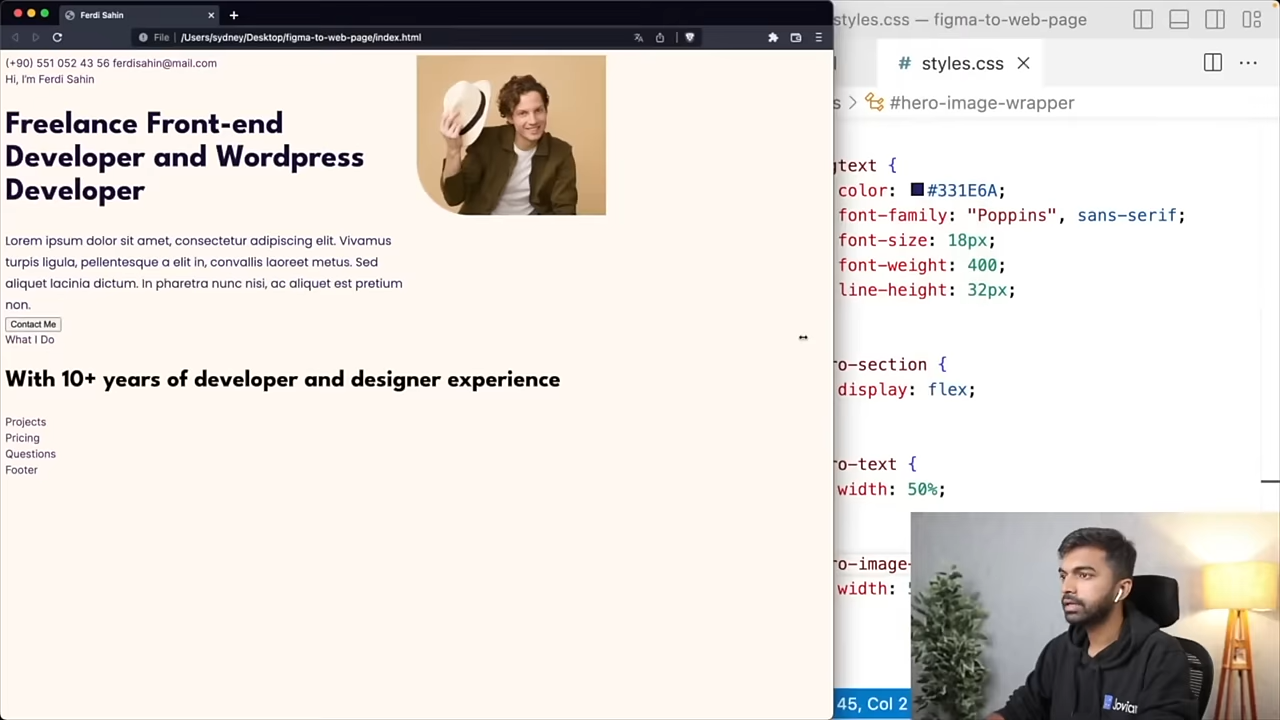 Ferdi Sahin
File | /Users/sydney/Desktop/figma-to-web-page/index.html
(+90) 551 052 43 56 ferdisahin@mail.com
Hi, I'm Ferdi Sahin
Freelance Front-end
Developer and Wordpress
Developer
Lorem ipsum dolor sit amet, consectetur adipiscing elit. Vivamus
turpis ligula, pellentesque a elit in, convallis laoreet metus. Sed
aliquet lacinia dictum. In pharetra nunc nisi, ac aliquet est pretium
non.
Contact Me
What I Do
With 10+ years of developer and designer experience
Projects
Pricing
Questions
Footer
styles.css — figma-to-web-page
# styles.css
s > #hero-image-wrapper
gtext {
color: #331E6A;
font-family: "Poppins", sans-serif;
font-size: 18px;
font-weight: 400;
line-height: 32px;
ro-section {
display: flex;
ro-text {
width: 50%;
ro-image-
width:
45, Col 2
Jovian